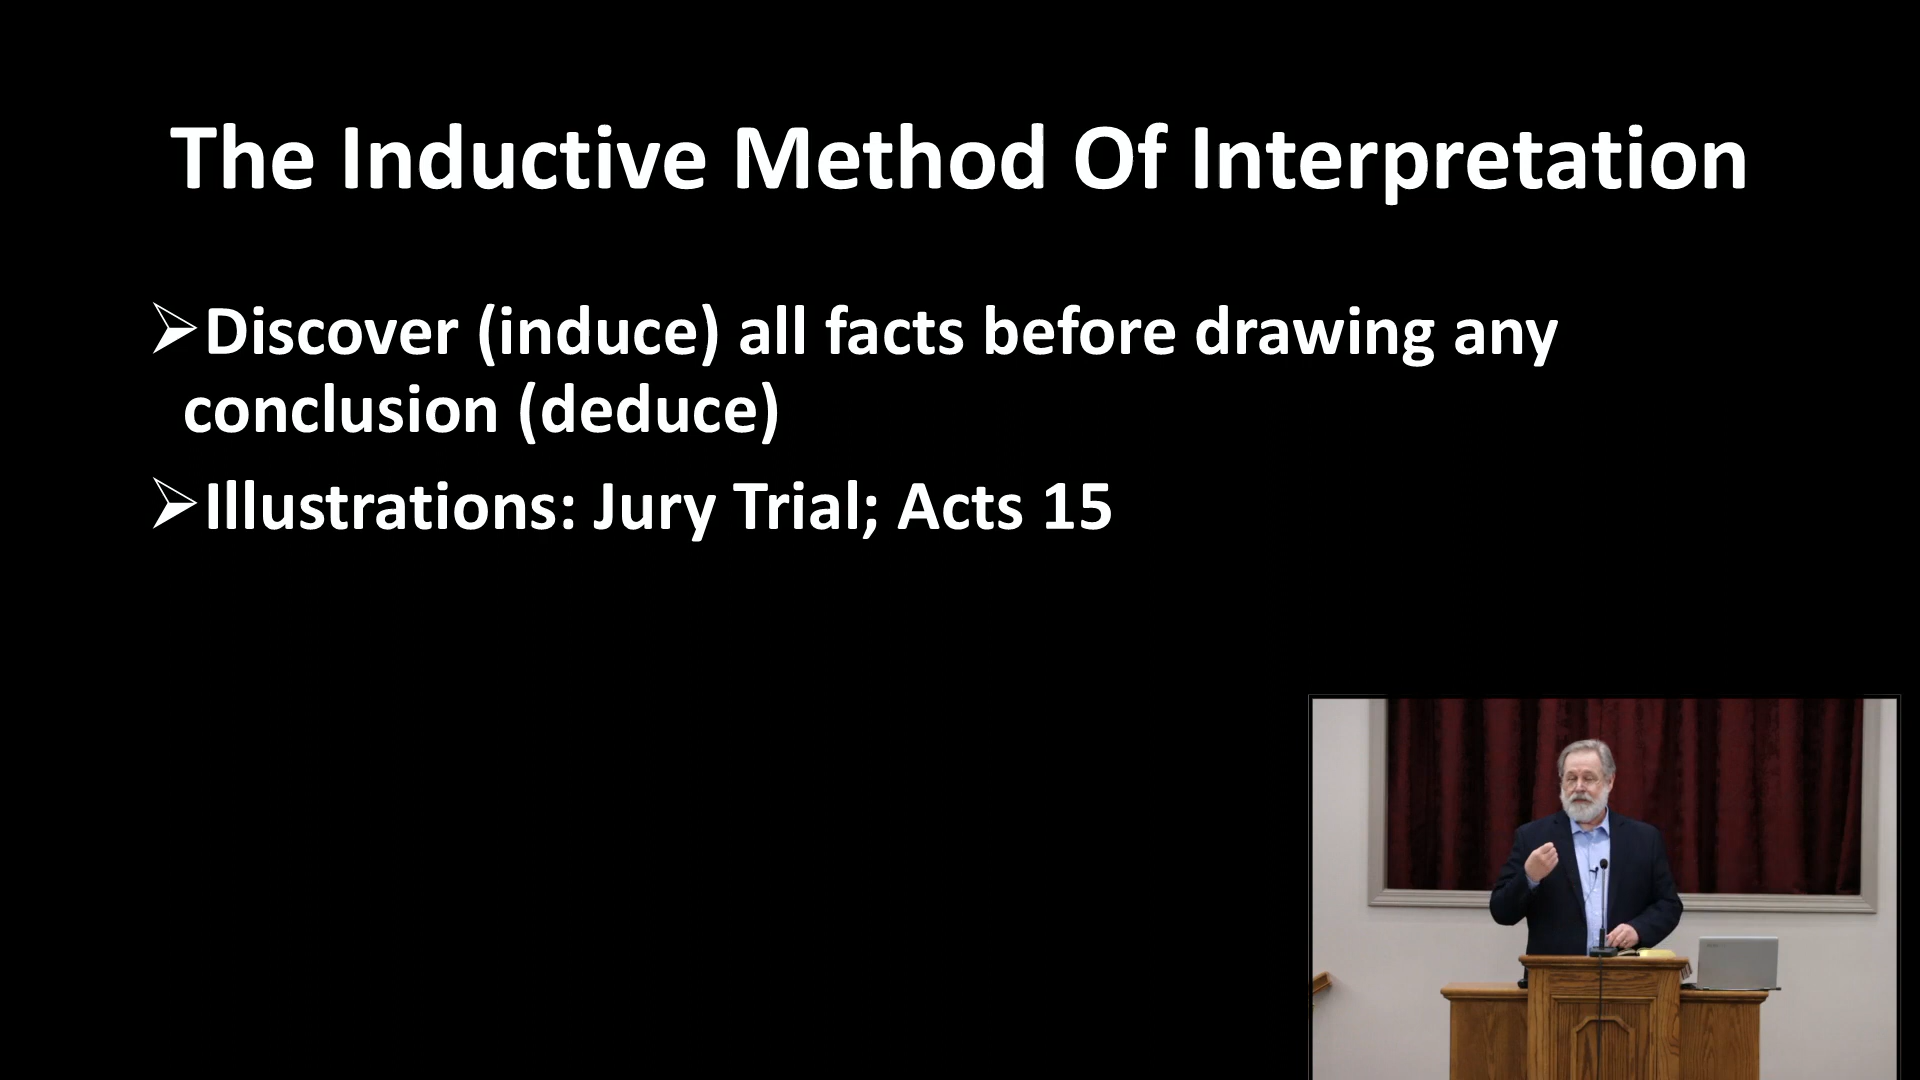 The Inductive Method Of Interpretation
➢Discover (induce) all facts before drawing any
conclusion (deduce)
➢Illustrations: Jury Trial; Acts 15